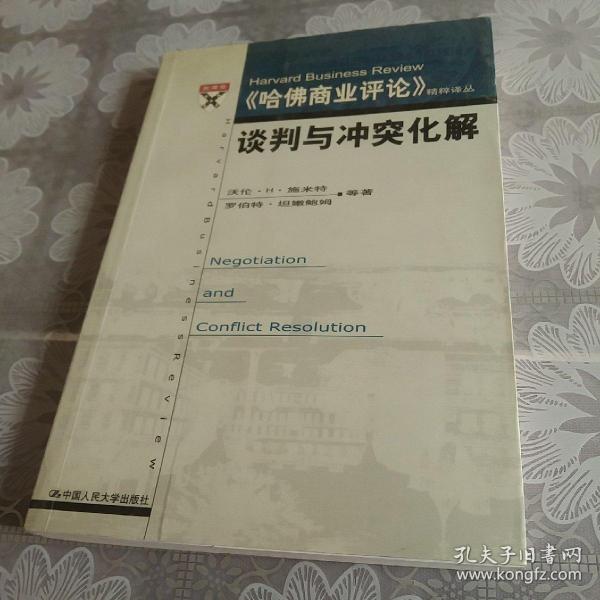 Harvard Business Review
《哈佛商业评论》精粹译丛
谈判与冲突化解
沃伦·H·施米特
罗伯特·坦嫩鲍姆
等著
Negotiation
and
Conflict Resolution
Harvard Business Review
中国人民大学出版社
孔夫子旧书网
www.kongfz.com